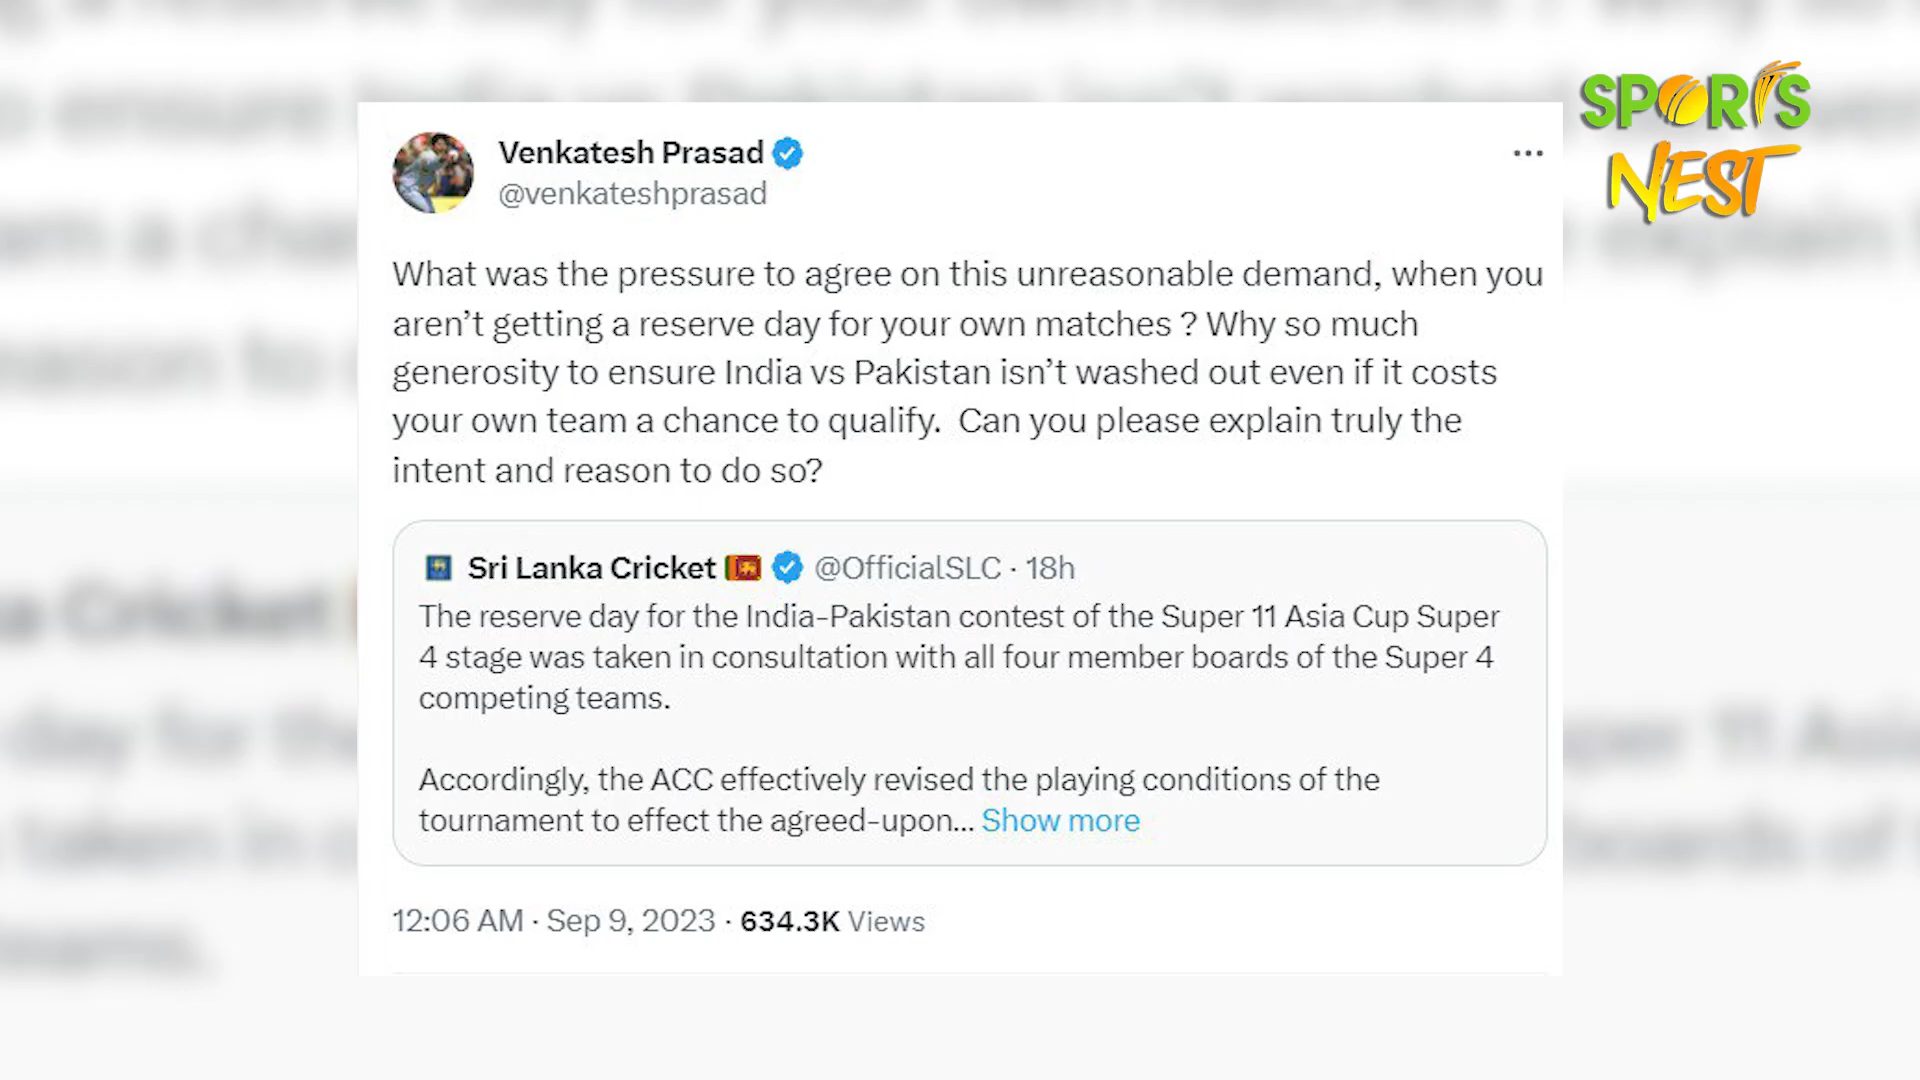 SPORTS
NEST
Venkatesh Prasad
@venkateshprasad
What was the pressure to agree on this unreasonable demand, when you
aren’t getting a reserve day for your own matches ? Why so much
generosity to ensure India vs Pakistan isn’t washed out even if it costs
your own team a chance to qualify.  Can you please explain truly the
intent and reason to do so?
Sri Lanka Cricket @OfficialSLC · 18h
The reserve day for the India-Pakistan contest of the Super 11 Asia Cup Super
4 stage was taken in consultation with all four member boards of the Super 4
competing teams.
Accordingly, the ACC effectively revised the playing conditions of the
tournament to effect the agreed-upon... Show more
12:06 AM · Sep 9, 2023 · 634.3K Views